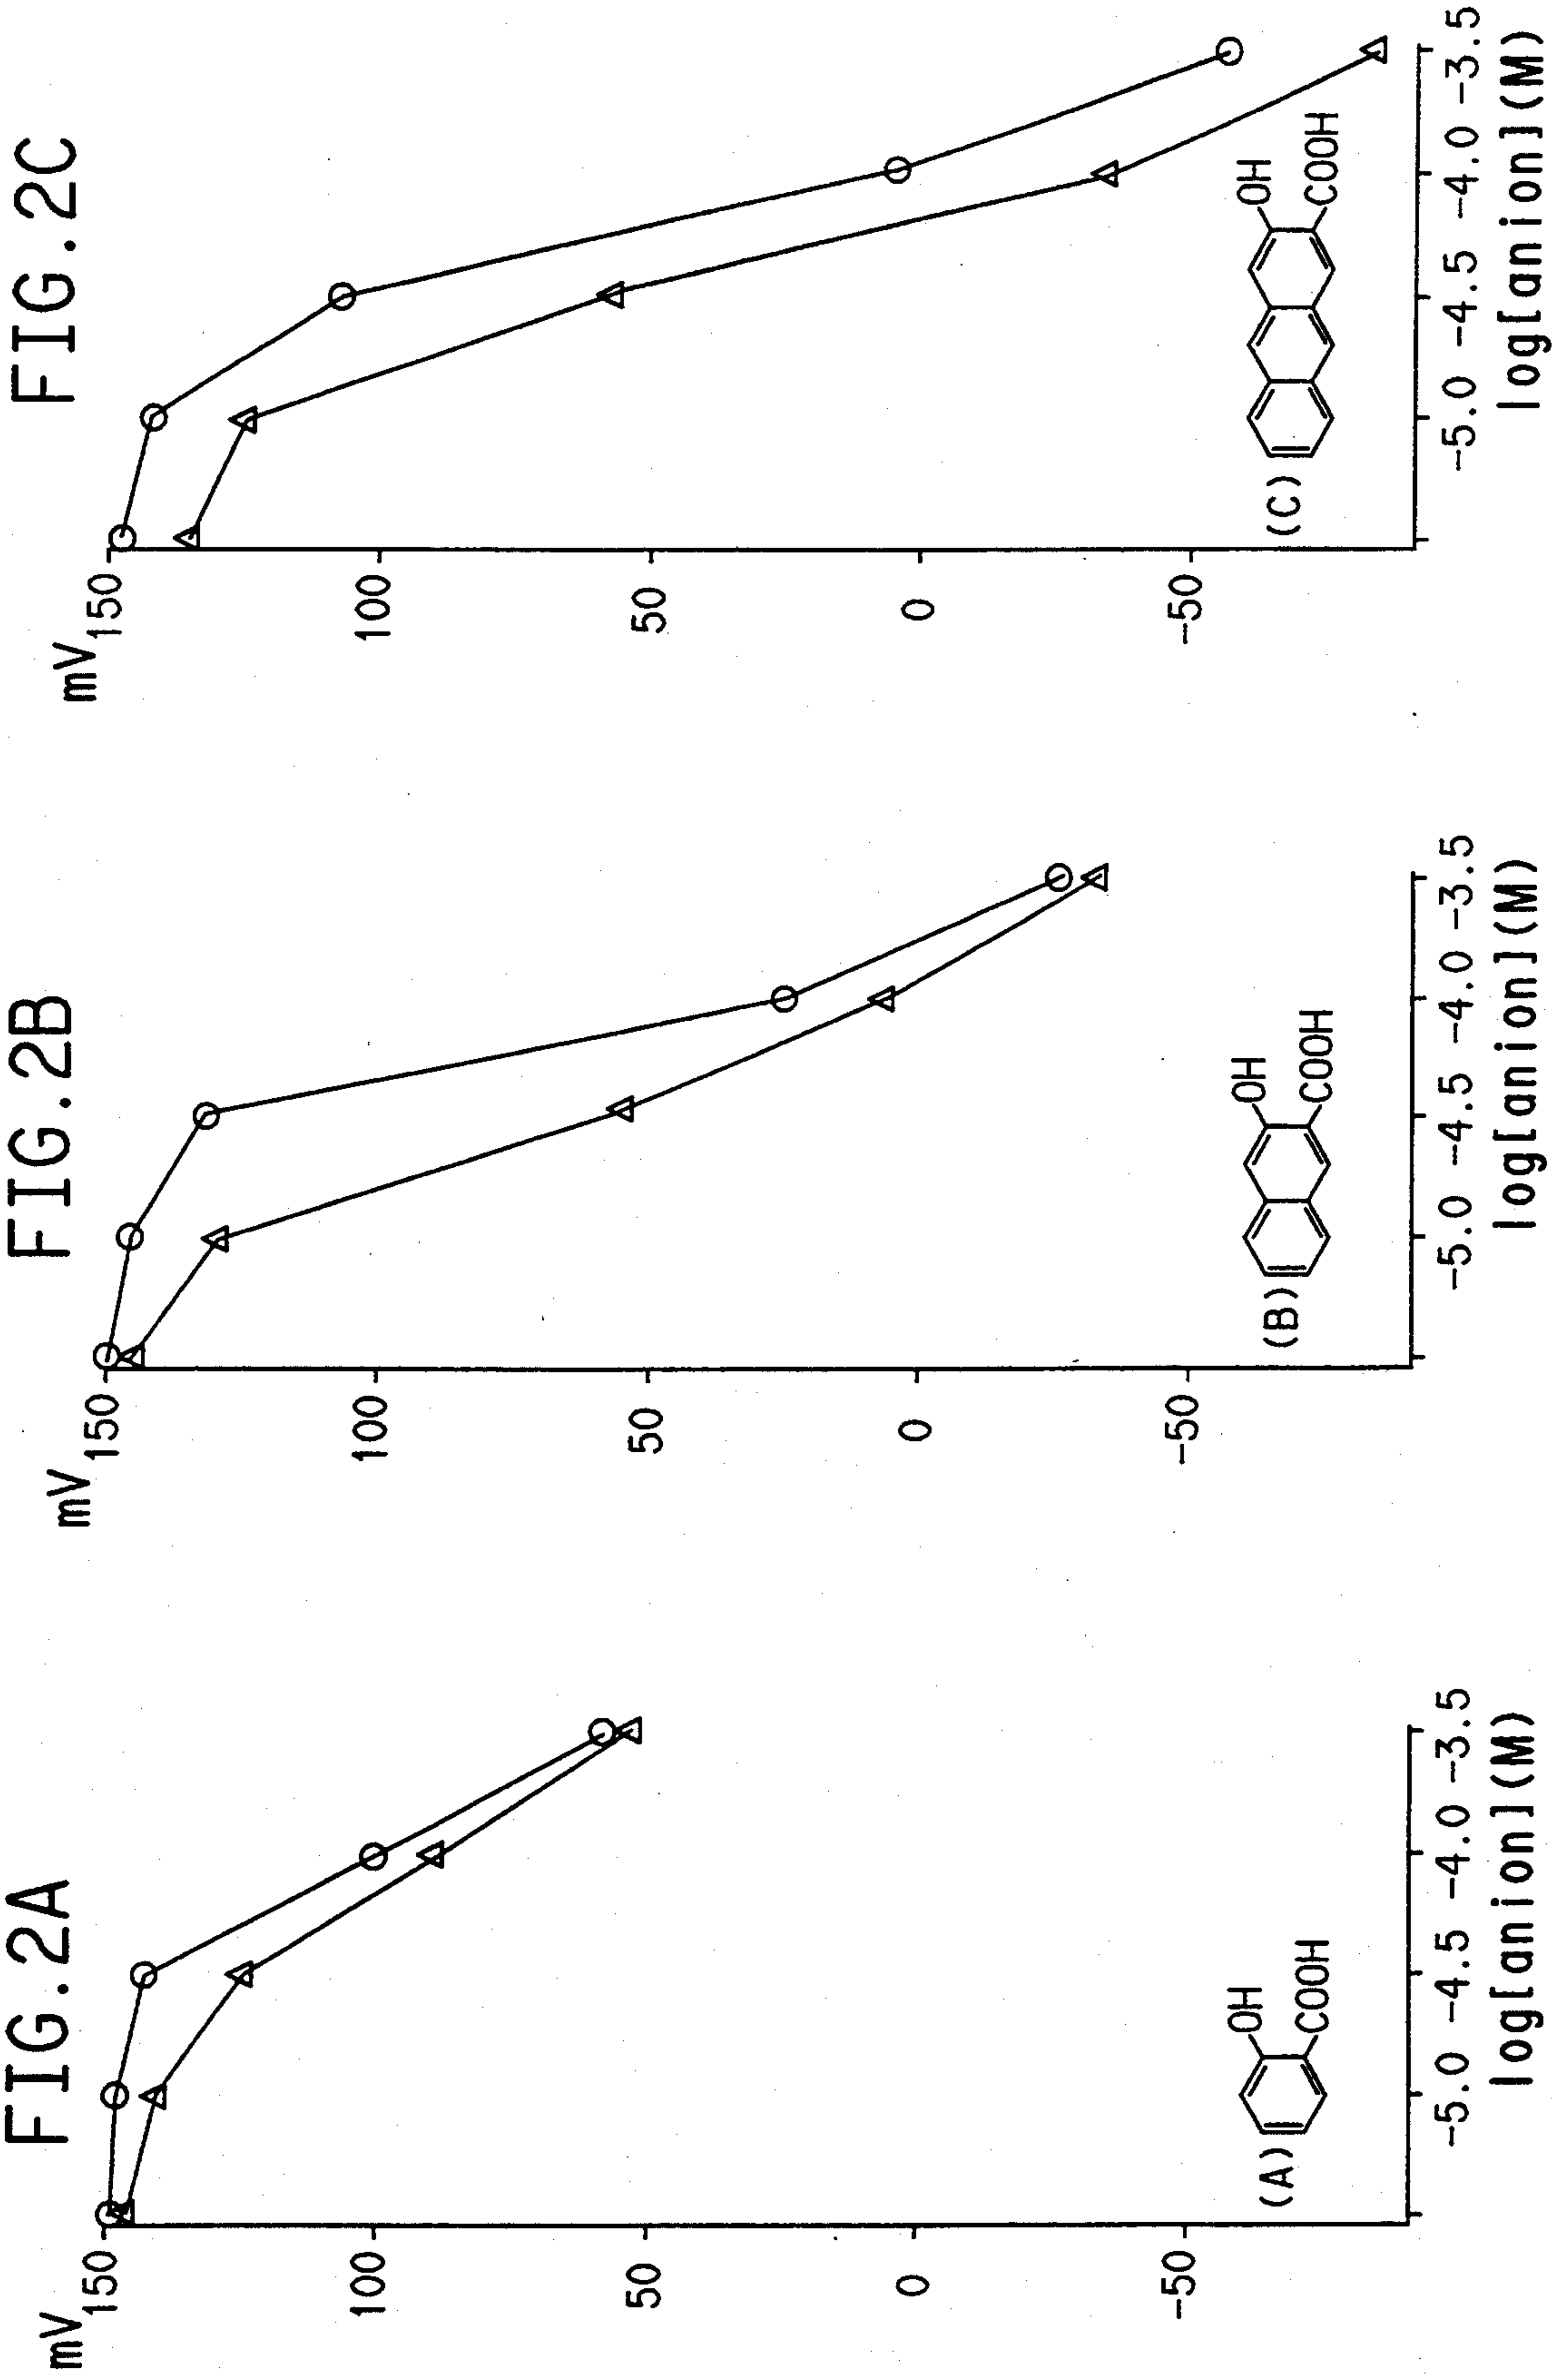 FIG.2A
mV
150
100
50
0
-50
(A)
OH
COOH
-5.0 -4.5 -4.0 -3.5
log[anion](M)
FIG.2B
mV
150
100
50
0
-50
(B)
OH
COOH
-5.0 -4.5 -4.0 -3.5
log[anion](M)
FIG.2C
mV
150
100
50
0
-50
(C)
OH
COOH
-5.0 -4.5 -4.0 -3.5
log[anion](M)